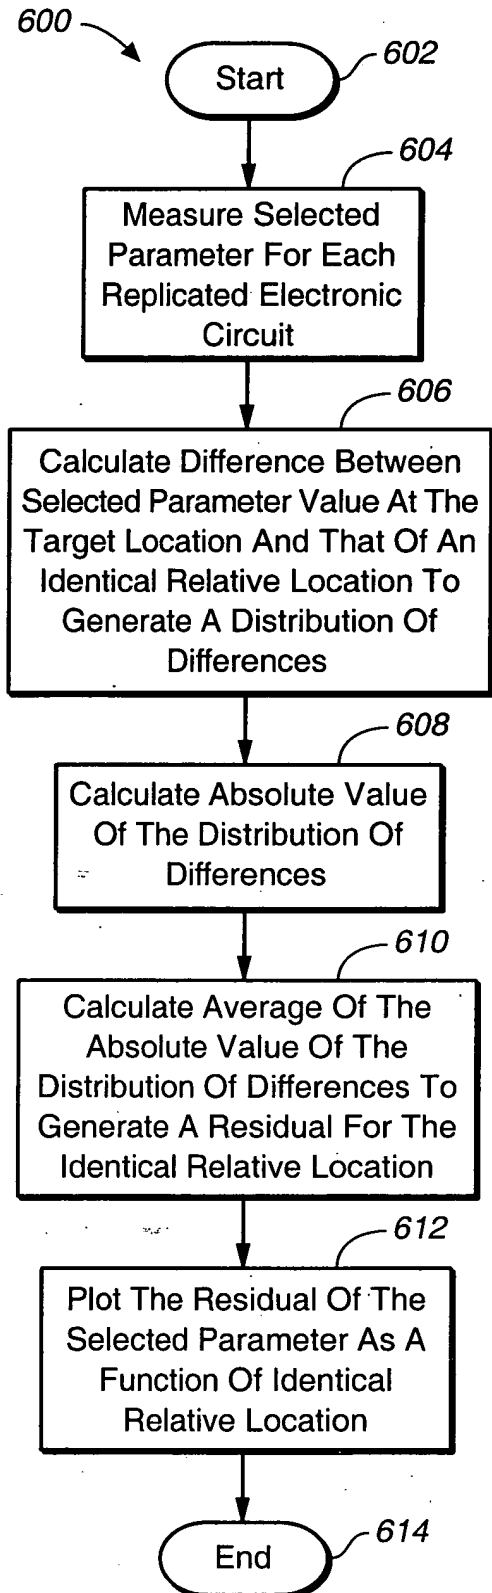 600
Start
602
604
Measure Selected
Parameter For Each
Replicated Electronic
Circuit
606
Calculate Difference Between
Selected Parameter Value At The
Target Location And That Of An
Identical Relative Location To
Generate A Distribution Of
Differences
608
Calculate Absolute Value
Of The Distribution Of
Differences
610
Calculate Average Of The
Absolute Value Of The
Distribution Of Differences To
Generate A Residual For The
Identical Relative Location
612
Plot The Residual Of The
Selected Parameter As A
Function Of Identical
Relative Location
End
614